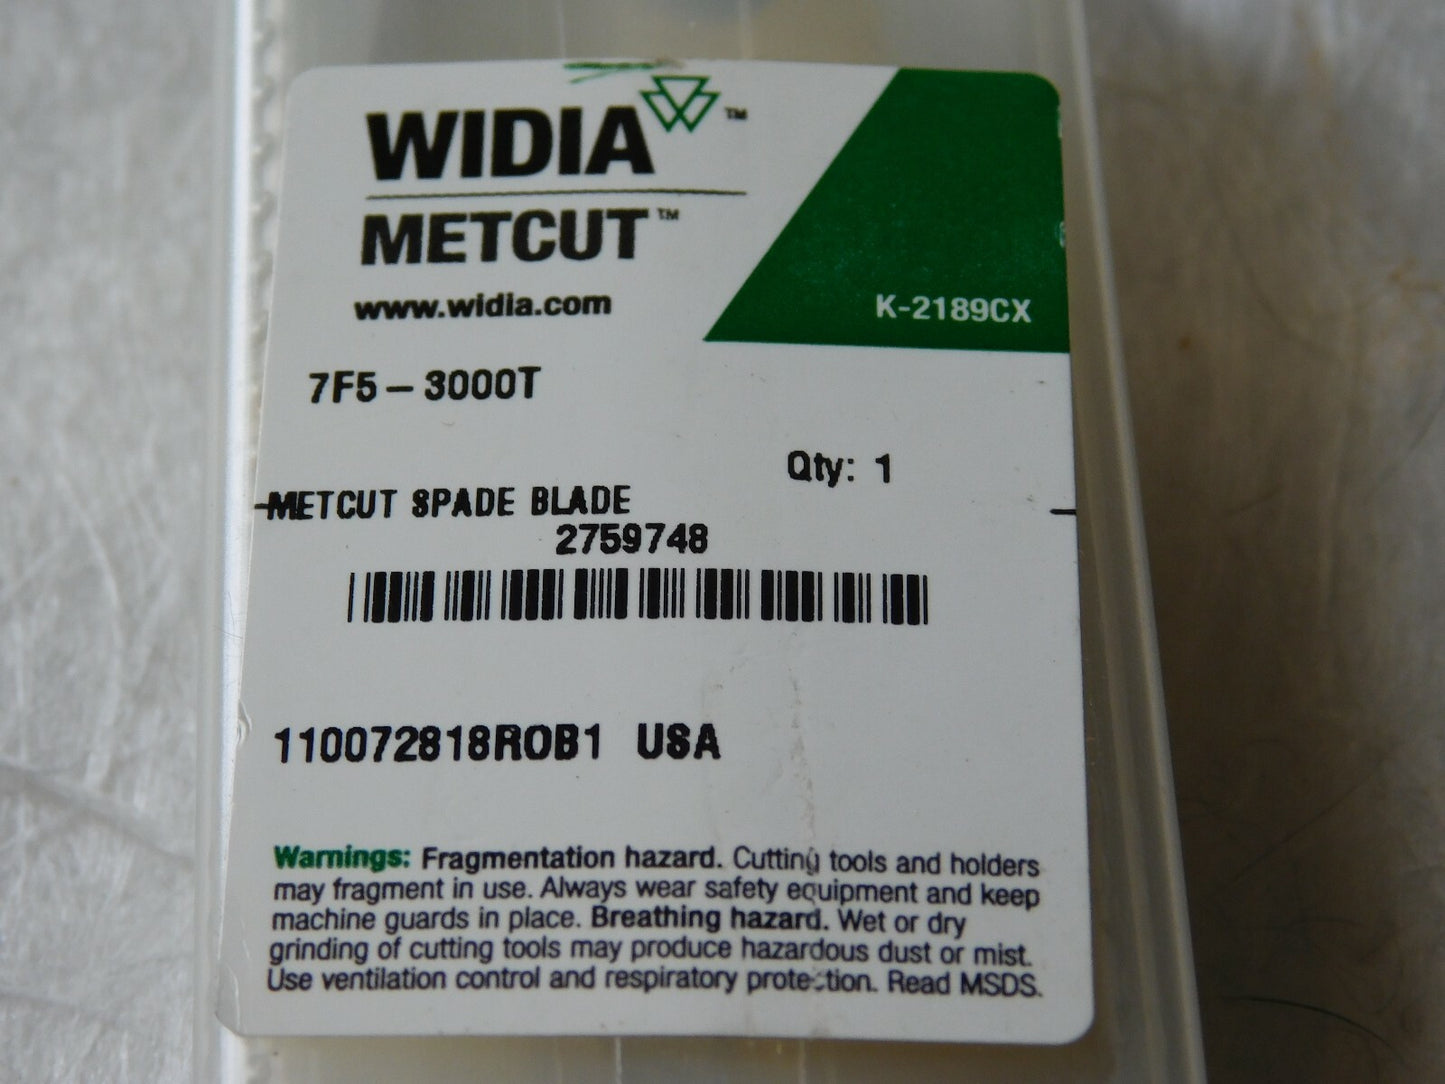 WIDIA™
METCUT™
www.widia.com
K-2189CX
7F5-3000T
Qty: 1
METCUT SPADE BLADE
2759748
110072818ROB1 USA
Warnings: Fragmentation hazard. Cutting tools and holders
may fragment in use. Always wear safety equipment and keep
machine guards in place. Breathing hazard. Wet or dry
grinding of cutting tools may produce hazardous dust or mist.
Use ventilation control and respiratory protection. Read MSDS.